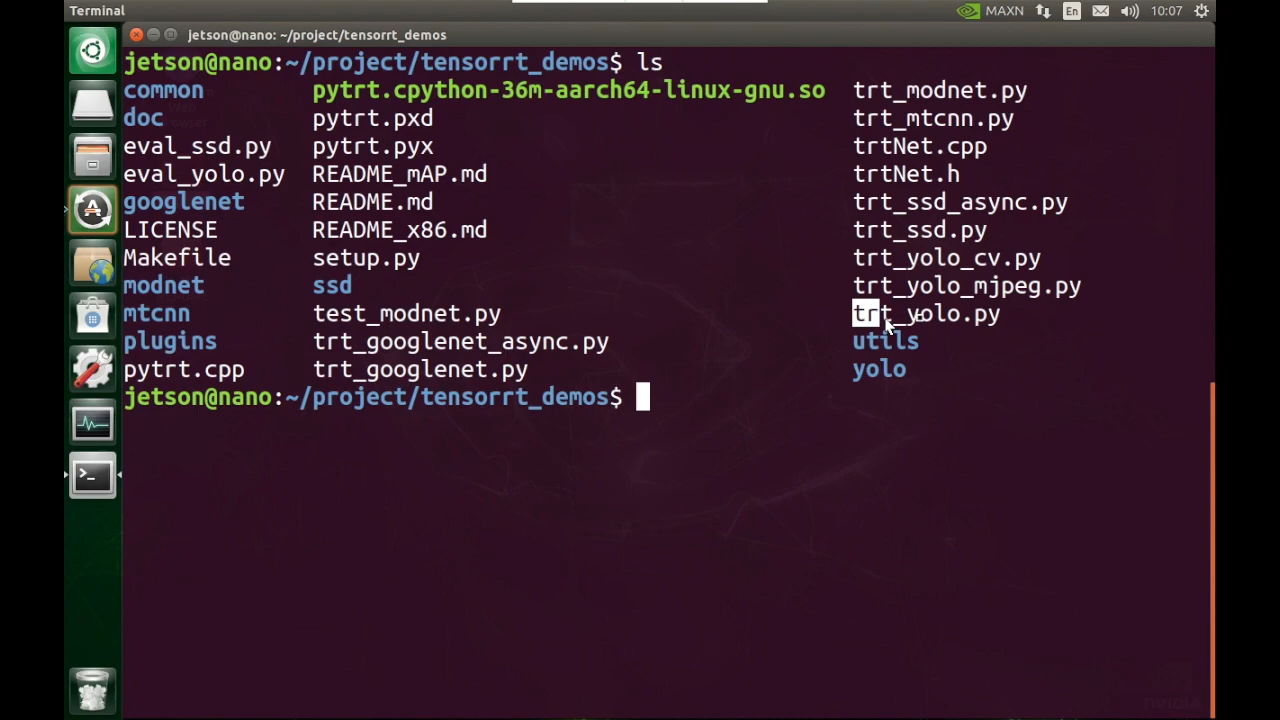 Terminal
MAXN En 10:07
jetson@nano: ~/project/tensorrt_demos
jetson@nano:~/project/tensorrt_demos$ ls
common pytrt.cpython-36m-aarch64-linux-gnu.so trt_modnet.py
doc pytrt.pxd trt_mtcnn.py
eval_ssd.py pytrt.pyx trtNet.cpp
eval_yolo.py README_mAP.md trtNet.h
googlenet README.md trt_ssd_async.py
LICENSE README_x86.md trt_ssd.py
Makefile setup.py trt_yolo_cv.py
modnet ssd trt_yolo_mjpeg.py
mtcnn test_modnet.py trt_yolo.py
plugins trt_googlenet_async.py utils
pytrt.cpp trt_googlenet.py yolo
jetson@nano:~/project/tensorrt_demos$